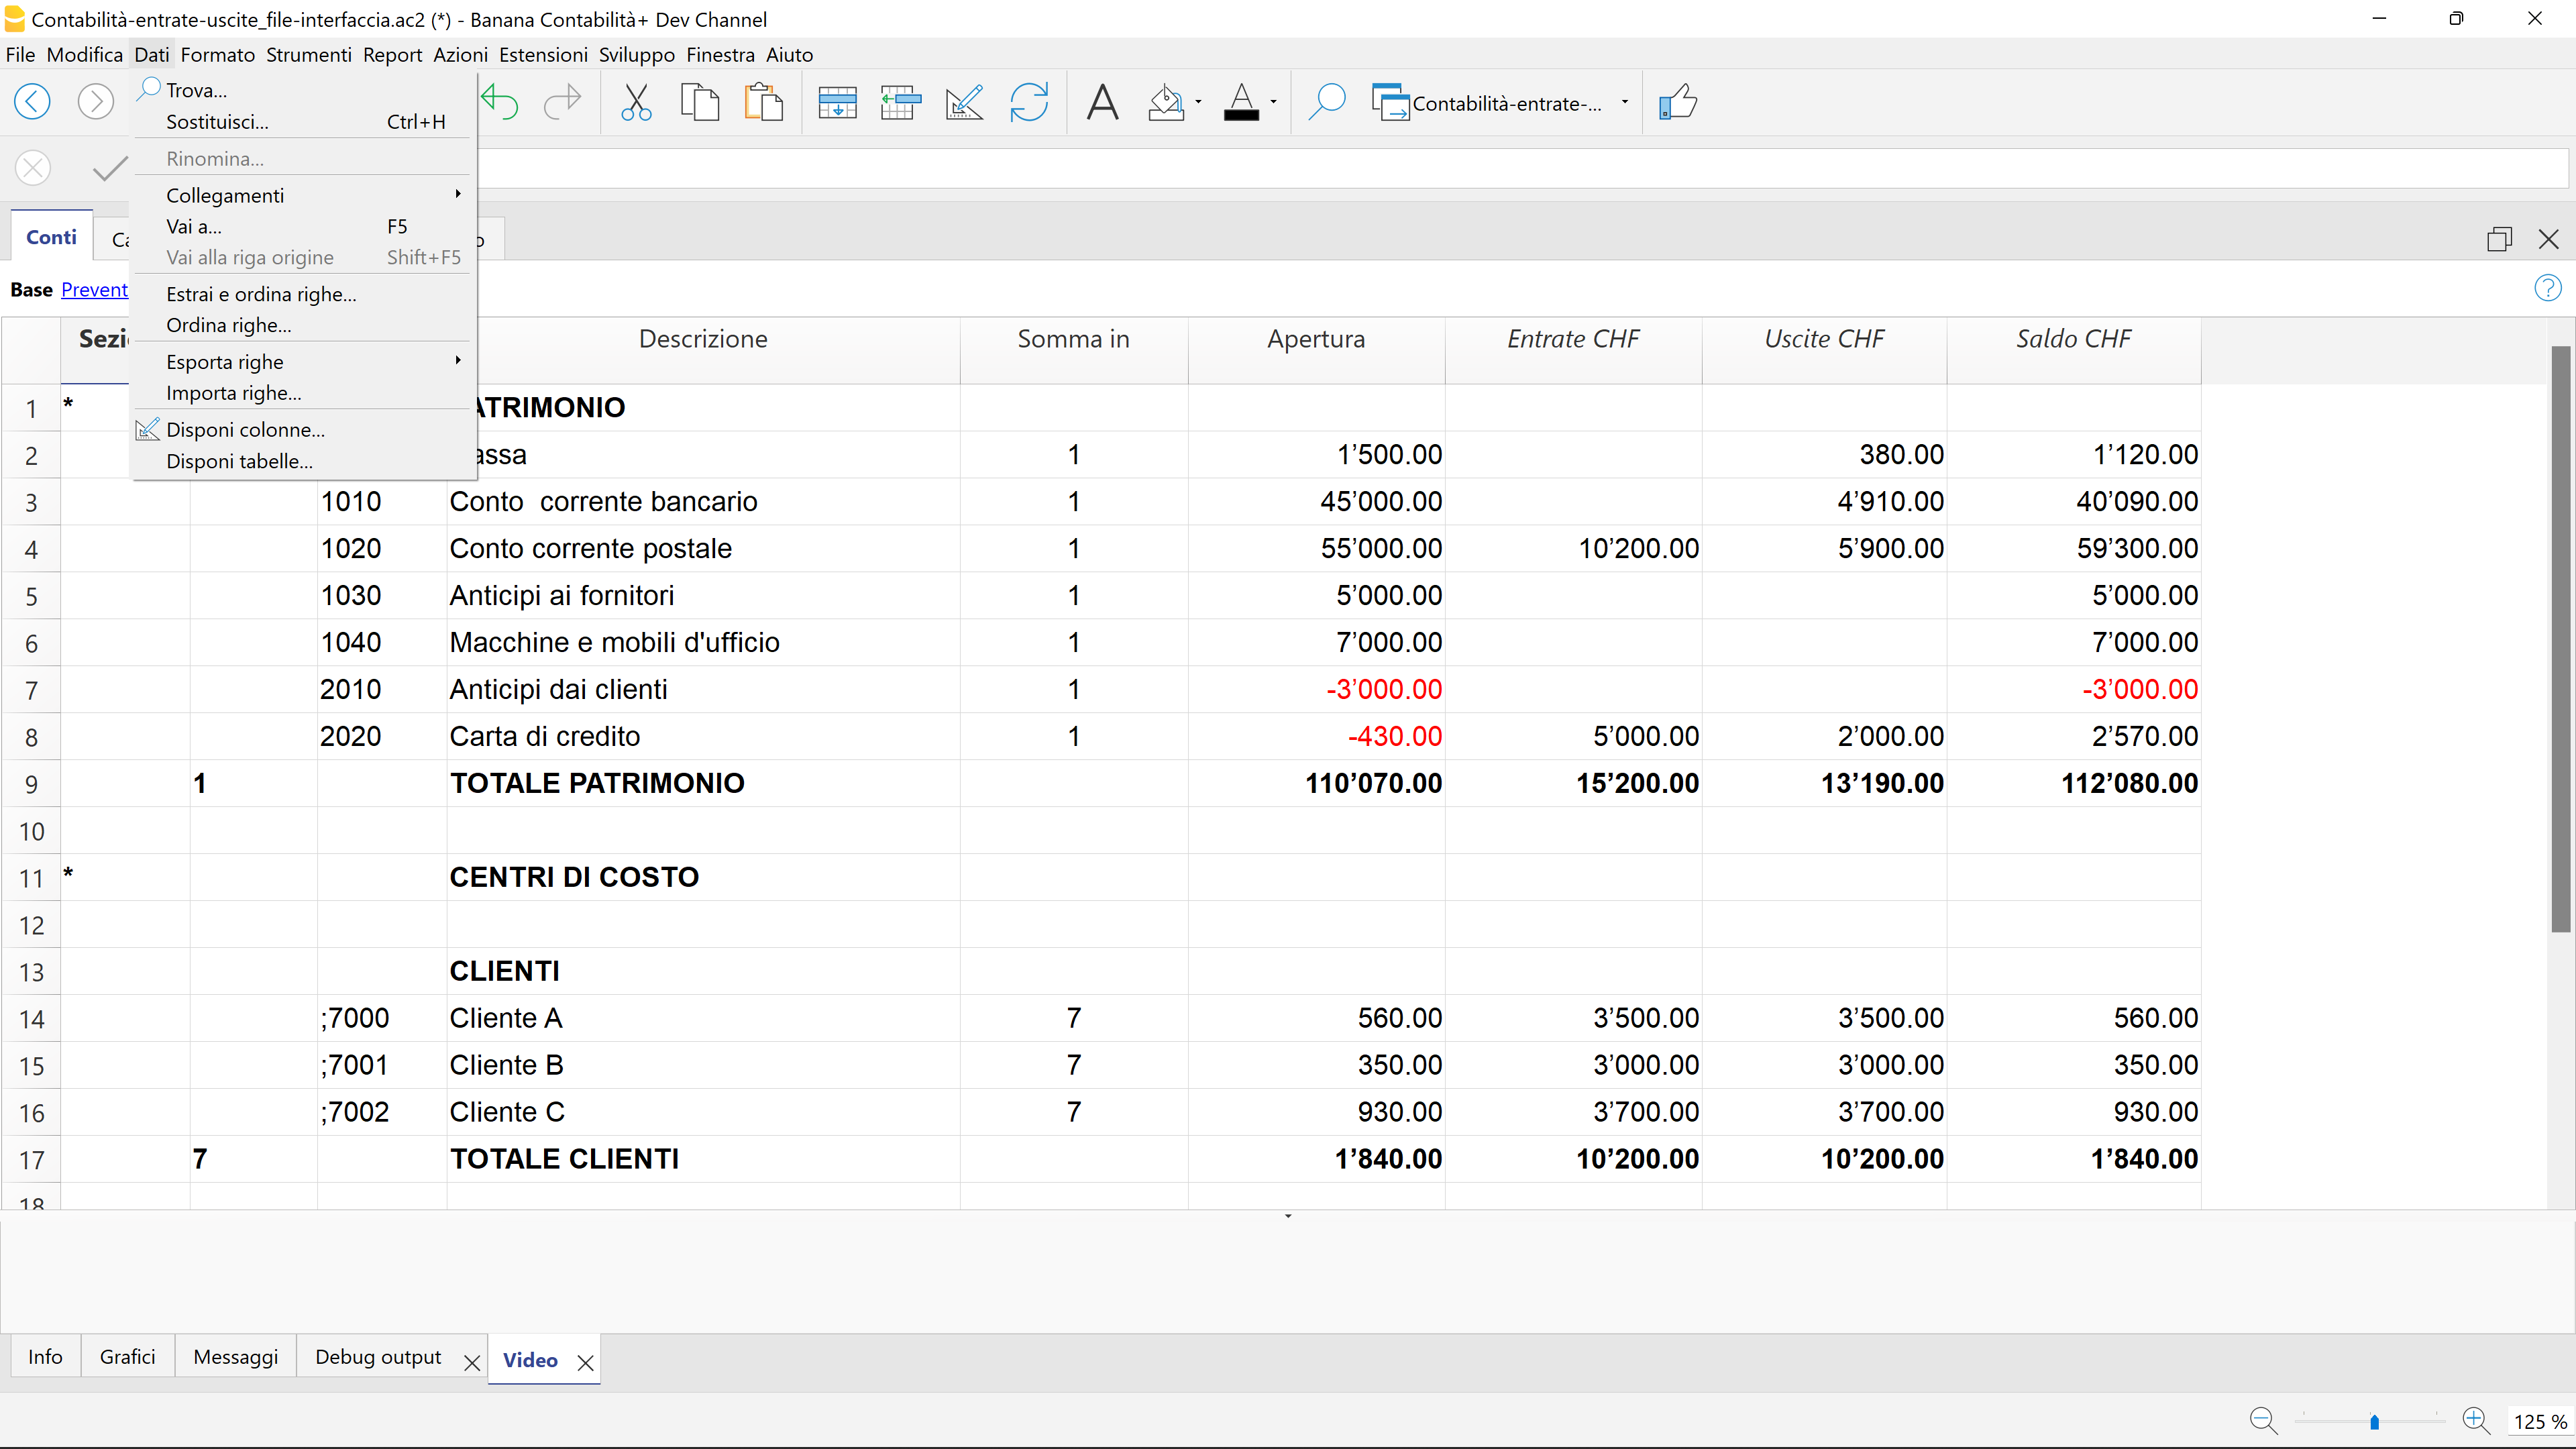 Contabilità-entrate-uscite_file-interfaccia.ac2 (*) - Banana Contabilità+ Dev Channel
File Modifica Dati Formato Strumenti Report Azioni Estensioni Sviluppo Finestra Aiuto
Contabilità-entrate-...
Trova...
Sostituisci... Ctrl+H
Rinomina...
Collegamenti
Vai a... F5
Vai alla riga origine Shift+F5
Estrai e ordina righe...
Ordina righe...
Esporta righe
Importa righe...
Disponi colonne...
Disponi tabelle...
Conti
Base Prevent
Descrizione Somma in Apertura Entrate CHF Uscite CHF Saldo CHF
1 * ATRIMONIO
2 assa 1 1’500.00 380.00 1’120.00
3 1010 Conto corrente bancario 1 45’000.00 4’910.00 40’090.00
4 1020 Conto corrente postale 1 55’000.00 10’200.00 5’900.00 59’300.00
5 1030 Anticipi ai fornitori 1 5’000.00 5’000.00
6 1040 Macchine e mobili d'ufficio 1 7’000.00 7’000.00
7 2010 Anticipi dai clienti 1 -3’000.00 -3’000.00
8 2020 Carta di credito 1 -430.00 5’000.00 2’000.00 2’570.00
9 1 TOTALE PATRIMONIO 110’070.00 15’200.00 13’190.00 112’080.00
10
11 * CENTRI DI COSTO
12
13 CLIENTI
14 ;7000 Cliente A 7 560.00 3’500.00 3’500.00 560.00
15 ;7001 Cliente B 7 350.00 3’000.00 3’000.00 350.00
16 ;7002 Cliente C 7 930.00 3’700.00 3’700.00 930.00
17 7 TOTALE CLIENTI 1’840.00 10’200.00 10’200.00 1’840.00
18
Info Grafici Messaggi Debug output Video
125 %